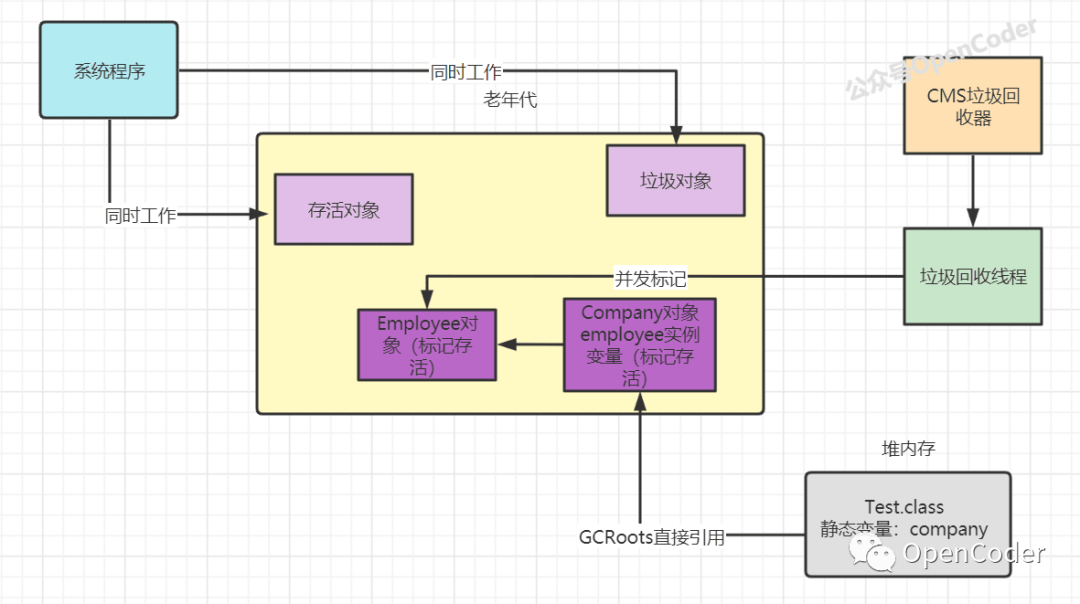 公众号OpenCoder
系统程序
同时工作
老年代
CMS垃圾回
收器
垃圾对象
存活对象
同时工作
并发标记
垃圾回收线程
Employee对
象（标记存
活）
Company对象
employee实例
变量（标记存
活）
堆内存
Test.class
静态变量：company
GCRoots直接引用
OpenCoder